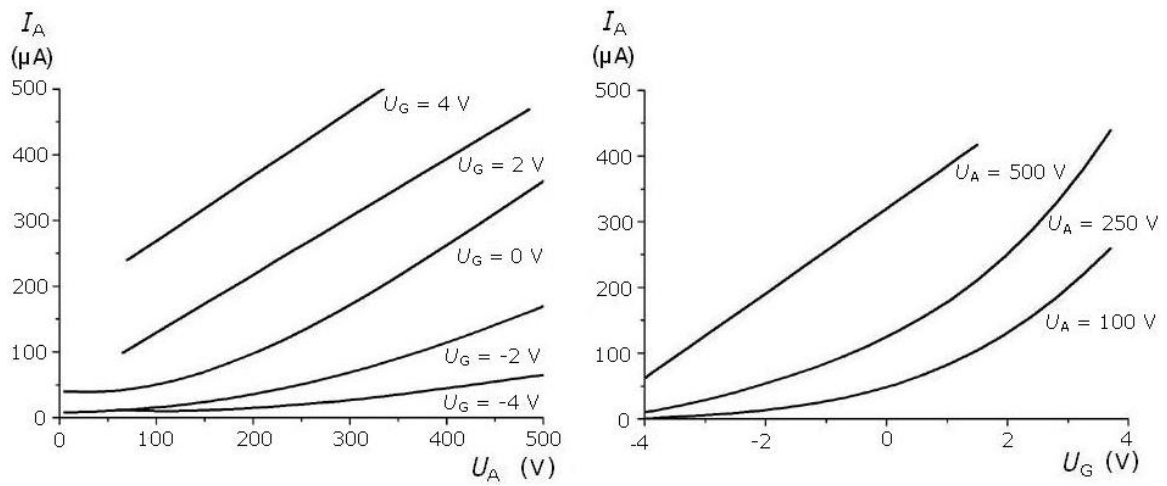 I_A
(μA)
500
400
300
200
100
0
U_G = 4 V
U_G = 2 V
U_G = 0 V
U_G = -2 V
U_G = -4 V
0 100 200 300 400 500
U_A (V)
I_A
(μA)
500
400
300
200
100
0
U_A = 500 V
U_A = 250 V
U_A = 100 V
-4 -2 0 2 4
U_G (V)